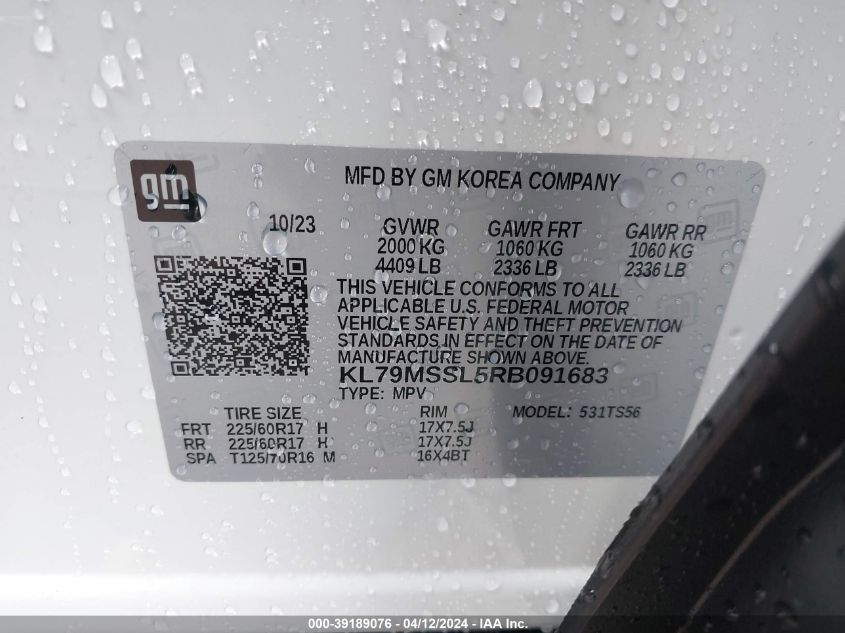 gm
MFD BY GM KOREA COMPANY
10/23 GVWR GAWR FRT GAWR RR
2000 KG 1060 KG 1060 KG
4409 LB 2336 LB 2336 LB
THIS VEHICLE CONFORMS TO ALL
APPLICABLE U.S. FEDERAL MOTOR
VEHICLE SAFETY AND THEFT PREVENTION
STANDARDS IN EFFECT ON THE DATE OF
MANUFACTURE SHOWN ABOVE.
KL79MSSL5RB091683
TYPE: MPV
TIRE SIZE RIM MODEL: 531TS56
FRT 225/60R17 H 17X7.5J
RR 225/60R17 H 17X7.5J
SPA T125/70R16 M 16X4BT
000-39189076 - 04/12/2024 - IAA Inc.